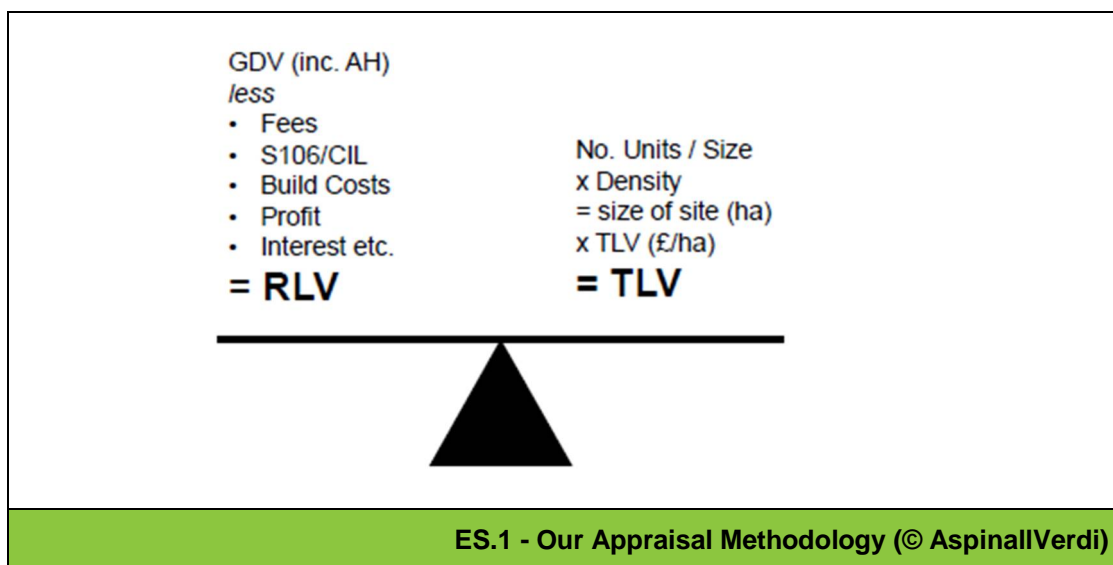 GDV (inc. AH)
less
• Fees
• S106/CIL
• Build Costs
• Profit
• Interest etc.
= RLV
No. Units / Size
x Density
= size of site (ha)
x TLV (£/ha)
= TLV
ES.1 - Our Appraisal Methodology (© AspinallVerdi)